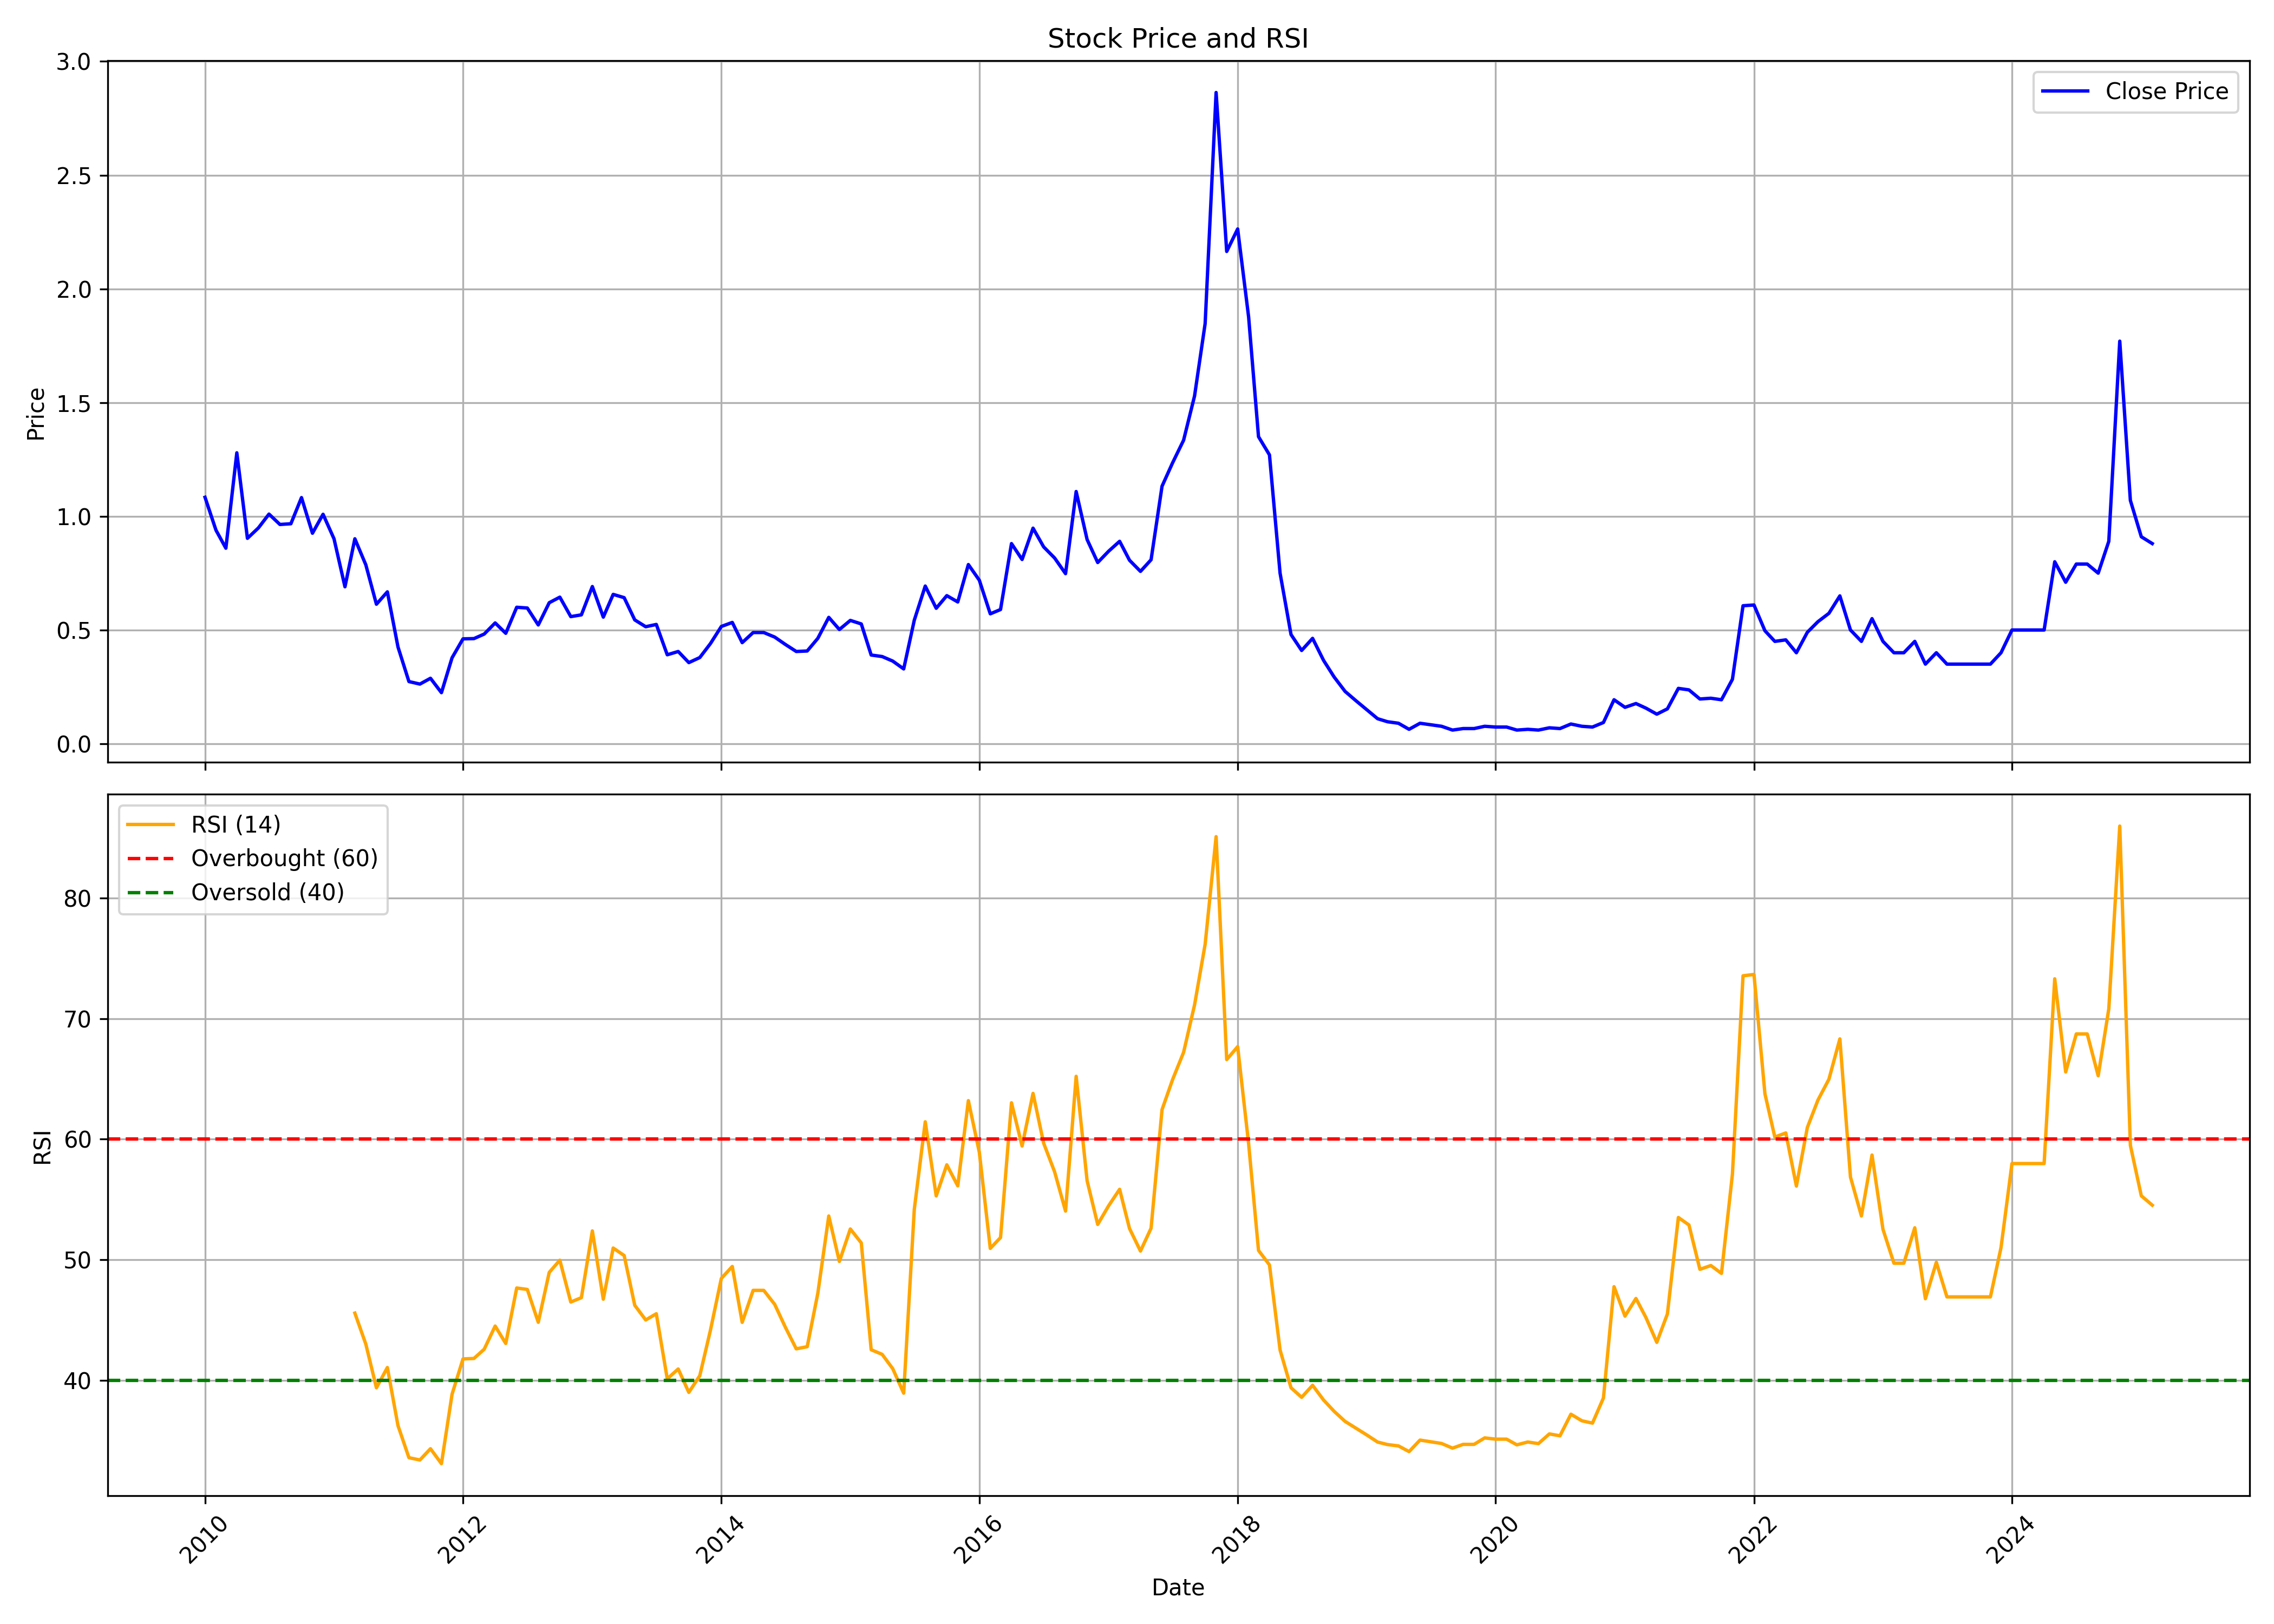 Stock Price and RSI
3.0
2.5
2.0
1.5
1.0
0.5
0.0
Price
Close Price
RSI (14)
Overbought (60)
Oversold (40)
80
70
60
50
40
RSI
2010
2012
2014
2016
2018
2020
2022
2024
Date